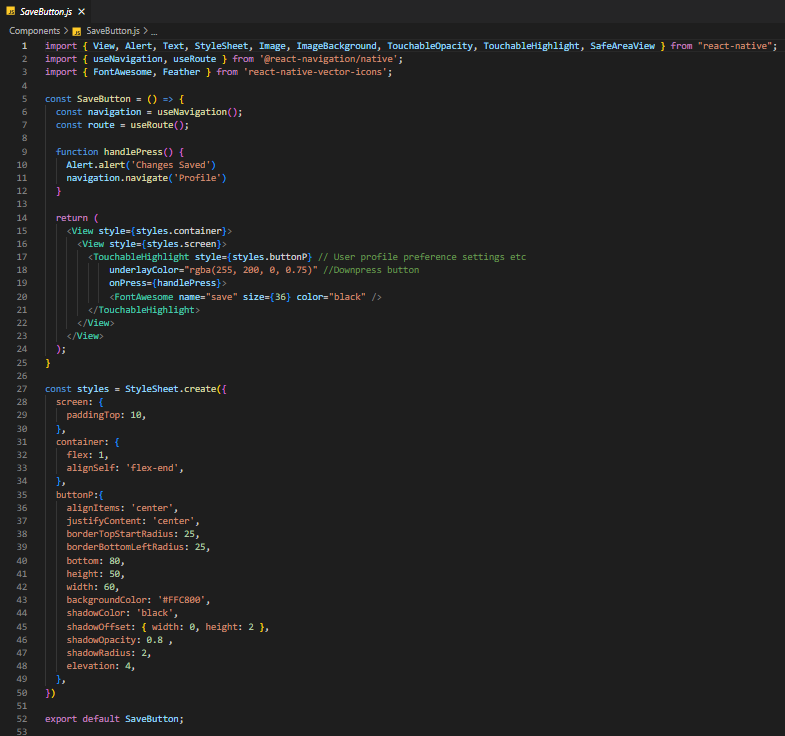 SaveButton.js
Components > SaveButton.js > ...
1 import { View, Alert, Text, StyleSheet, Image, ImageBackground, TouchableOpacity, TouchableHighlight, SafeAreaView } from "react-native";
2 import { useNavigation, useRoute } from '@react-navigation/native';
3 import { FontAwesome, Feather } from 'react-native-vector-icons';
4
5 const SaveButton = () => {
6   const navigation = useNavigation();
7   const route = useRoute();
8
9   function handlePress() {
10     Alert.alert('Changes Saved')
11     navigation.navigate('Profile')
12   }
13
14   return (
15     <View style={styles.container}>
16       <View style={styles.screen}>
17         <TouchableHighlight style={styles.buttonP} // User profile preference settings etc
18             underlayColor="rgba(255, 200, 0, 0.75)" //Downpress button
19             onPress={handlePress}>
20             <FontAwesome name="save" size={36} color="black" />
21         </TouchableHighlight>
22       </View>
23     </View>
24   );
25 }
26
27 const styles = StyleSheet.create({
28   screen: {
29     paddingTop: 10,
30   },
31   container: {
32     flex: 1,
33     alignSelf: 'flex-end',
34   },
35   buttonP:{
36     alignItems: 'center',
37     justifyContent: 'center',
38     borderTopStartRadius: 25,
39     borderBottomLeftRadius: 25,
40     bottom: 80,
41     height: 50,
42     width: 60,
43     backgroundColor: '#FFC800',
44     shadowColor: 'black',
45     shadowOffset: { width: 0, height: 2 },
46     shadowOpacity: 0.8 ,
47     shadowRadius: 2,
48     elevation: 4,
49   },
50 })
51
52 export default SaveButton;
53